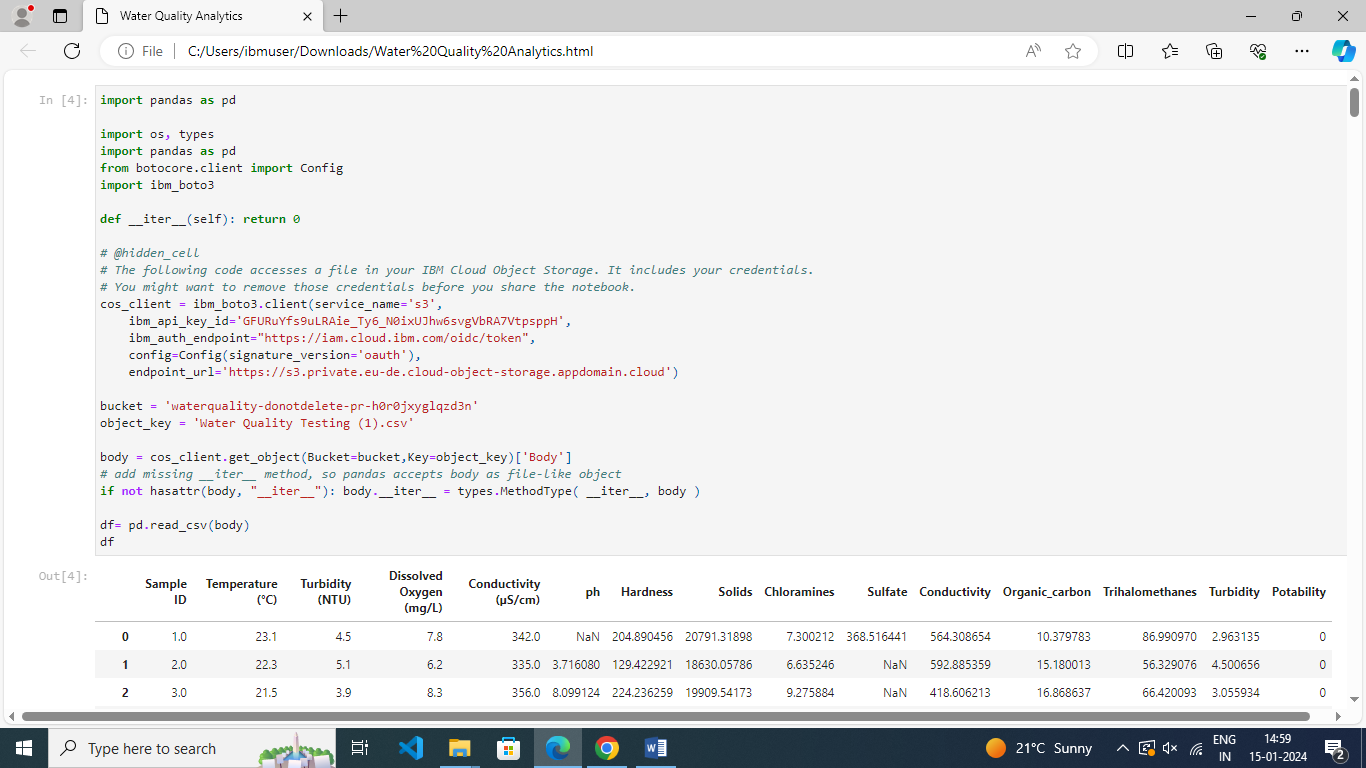 Water Quality Analytics
File
C:/Users/ibmuser/Downloads/Water%20Quality%20Analytics.html
In [4]:
import pandas as pd
import os, types
import pandas as pd
from botocore.client import Config
import ibm_boto3
def __iter__(self): return 0
# @hidden_cell
# The following code accesses a file in your IBM Cloud Object Storage. It includes your credentials.
# You might want to remove those credentials before you share the notebook.
cos_client = ibm_boto3.client(service_name='s3',
ibm_api_key_id='GFURuYfs9uLRAie_Ty6_N0ixUJhw6svgVbRA7VtpsppH',
ibm_auth_endpoint="https://iam.cloud.ibm.com/oidc/token",
config=Config(signature_version='oauth'),
endpoint_url='https://s3.private.eu-de.cloud-object-storage.appdomain.cloud')
bucket = 'waterquality-donotdelete-pr-h0r0jxyglqzd3n'
object_key = 'Water Quality Testing (1).csv'
body = cos_client.get_object(Bucket=bucket,Key=object_key)['Body']
# add missing __iter__ method, so pandas accepts body as file-like object
if not hasattr(body, "__iter__"): body.__iter__ = types.MethodType( __iter__, body )
df= pd.read_csv(body)
df
Out[4]:
Sample ID Temperature (°C) Turbidity (NTU) Dissolved Oxygen (mg/L) Conductivity (µS/cm) ph Hardness Solids Chloramines Sulfate Conductivity Organic_carbon Trihalomethanes Turbidity Potability
0 1.0 23.1 4.5 7.8 342.0 NaN 204.890456 20791.31898 7.300212 368.516441 564.308654 10.379783 86.990970 2.963135 0
1 2.0 22.3 5.1 6.2 335.0 3.716080 129.422921 18630.05786 6.635246 NaN 592.885359 15.180013 56.329076 4.500656 0
2 3.0 21.5 3.9 8.3 356.0 8.099124 224.236259 19909.54173 9.275884 NaN 418.606213 16.868637 66.420093 3.055934 0
Type here to search
21°C Sunny
ENG
IN
14:59
15-01-2024
2